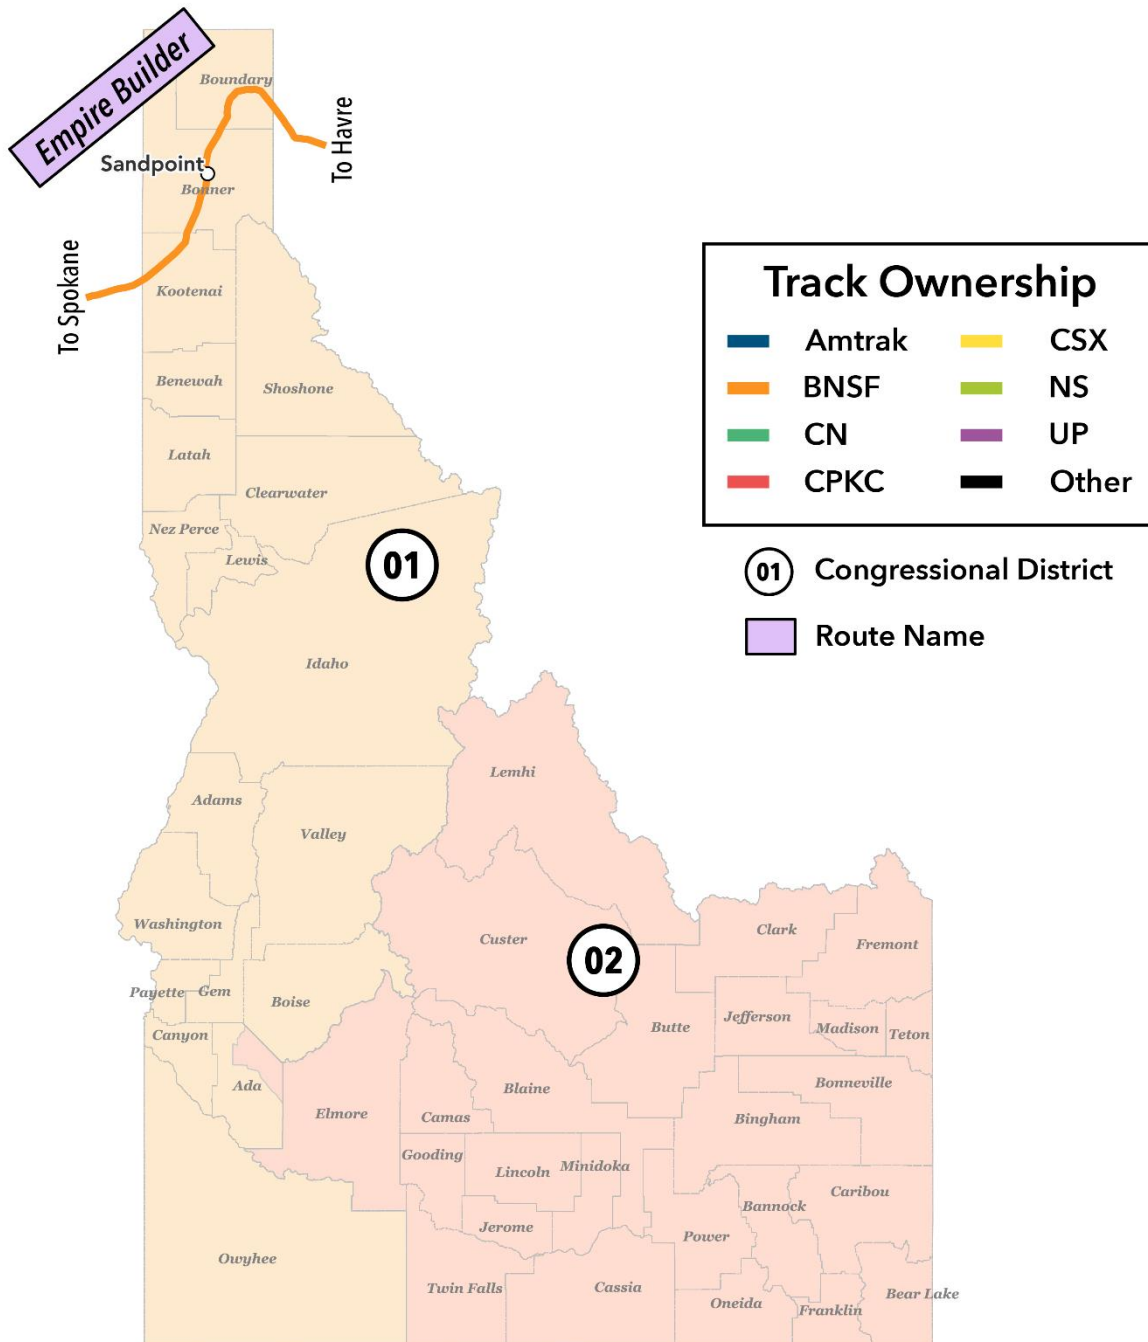 Empire Builder
Boundary
To Havre
Sandpoint
Bonner
To Spokane
Kootenai
Benewah
Shoshone
Latah
Clearwater
Nez Perce
Lewis
01
Idaho
Lemhi
Adams
Valley
Washington
Custer
02
Clark
Fremont
Payette
Gem
Boise
Canyon
Butte
Jefferson
Madison
Teton
Ada
Blaine
Bonneville
Elmore
Camas
Bingham
Gooding
Lincoln
Minidoka
Caribou
Bannock
Jerome
Power
Owyhee
Twin Falls
Cassia
Oneida
Franklin
Bear Lake
Track Ownership
Amtrak
BNSF
CN
CPKC
CSX
NS
UP
Other
01 Congressional District
Route Name